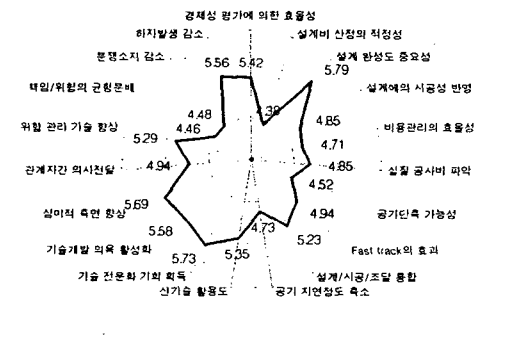 경제성 평가에 의한 효율성
하자발생 감소
설계비 산정의 적정성
분쟁소지 감소
설계 완성도 중요성
5.56
5.42
5.79
책임/위험의 균형분배
설계에의 시공성 반영
4.48
4.38
4.85
위험 관리 기술 향상
4.46
비용관리의 효율성
5.29
4.71
관계자간 의사전달
4.94
4.85
실질 공사비 파악
4.52
5.69
심미적 측면 향상
4.94
공기단축 가능성
5.58
5.23
기술개발 의욕 활성화
4.73
Fast track의 효과
5.73
5.35
기술 전문화 기회 획득
설계/시공/조달 통합
신기술 활용도
공기 지연정도 축소